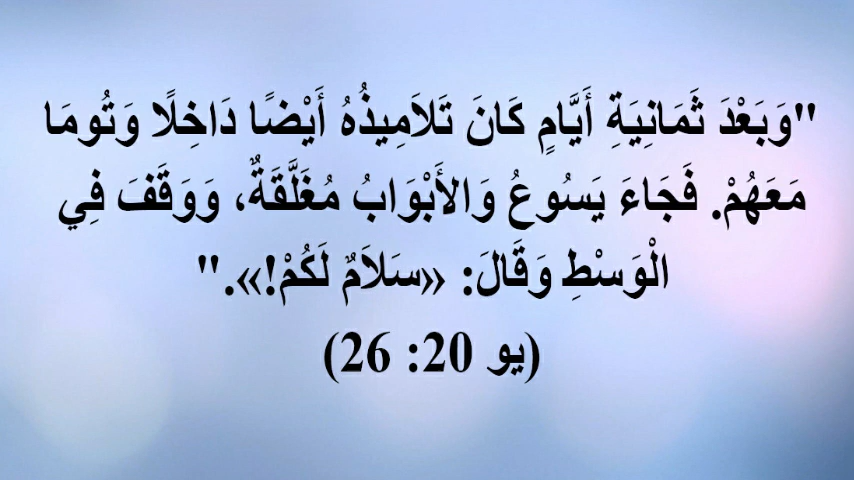 "وَبَعْدَ ثَمَانِيَةِ أَيَّامٍ كَانَ تَلاَمِيذُهُ أَيْضًا دَاخِلًا وَتُومَا
مَعَهُمْ. فَجَاءَ يَسُوعُ وَالأَبْوَابُ مُغَلَّقَةٌ، وَوَقَفَ فِي
الْوَسْطِ وَقَالَ: «سَلاَمٌ لَكُمْ!»."
(يو 20: 26)